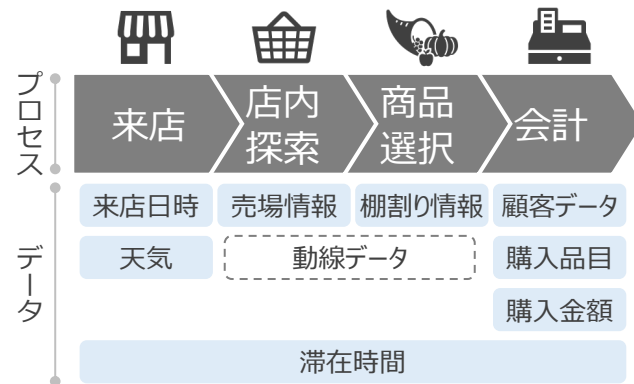 プロセス
来店
店内
探索
商品
選択
会計
データ
来店日時
売場情報
棚割り情報
顧客データ
天気
動線データ
購入品目
購入金額
滞在時間